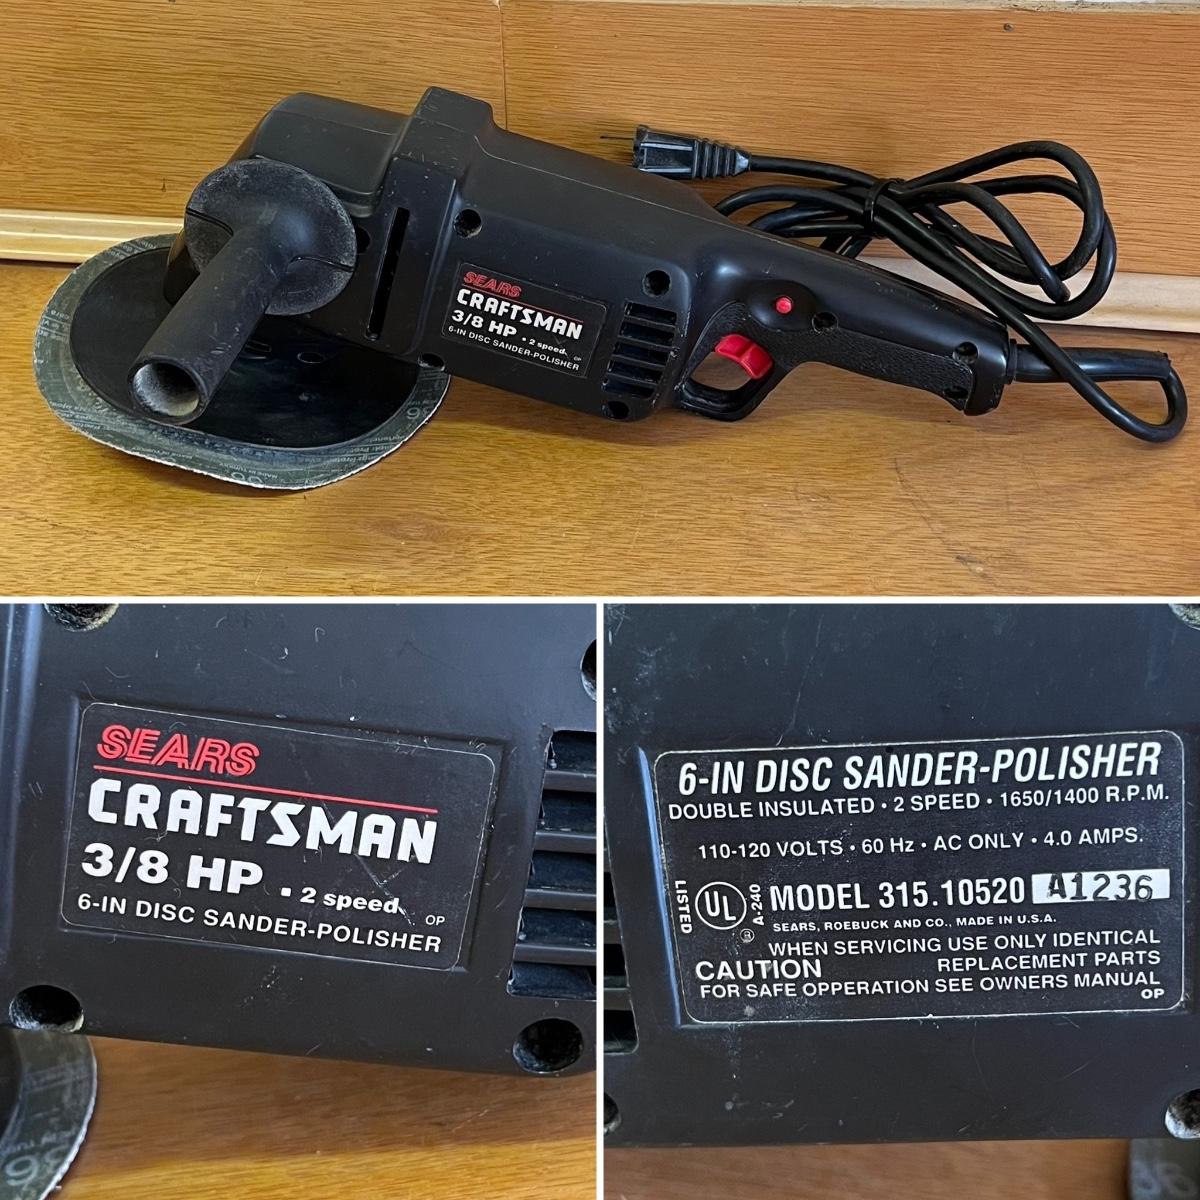 SEARS
CRAFTSMAN
3/8 HP • 2 speed
OP
6-IN DISC SANDER-POLISHER
36
SEARS
CRAFTSMAN
3/8 HP • 2 speed
OP
6-IN DISC SANDER-POLISHER
36
6-IN DISC SANDER-POLISHER
DOUBLE INSULATED • 2 SPEED • 1650/1400 R.P.M.
110-120 VOLTS • 60 Hz • AC ONLY • 4.0 AMPS.
LISTED UL ® A-240 MODEL 315.10520 A1236
SEARS, ROEBUCK AND CO., MADE IN U.S.A.
WHEN SERVICING USE ONLY IDENTICAL
CAUTION REPLACEMENT PARTS
FOR SAFE OPPERATION SEE OWNERS MANUAL
OP